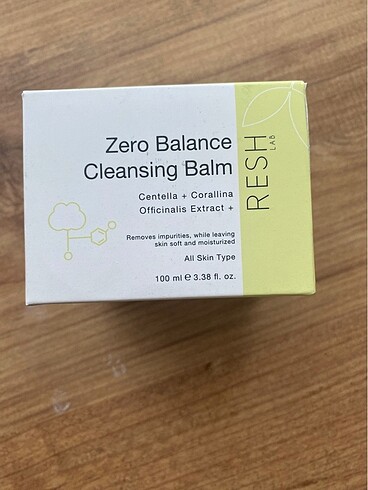 Zero Balance
Cleansing Balm
Centella + Corallina
Officinalis Extract +
Removes impurities, while leaving
skin soft and moisturized
All Skin Type
100 ml ℮ 3.38 fl. oz.
RESH
LAB